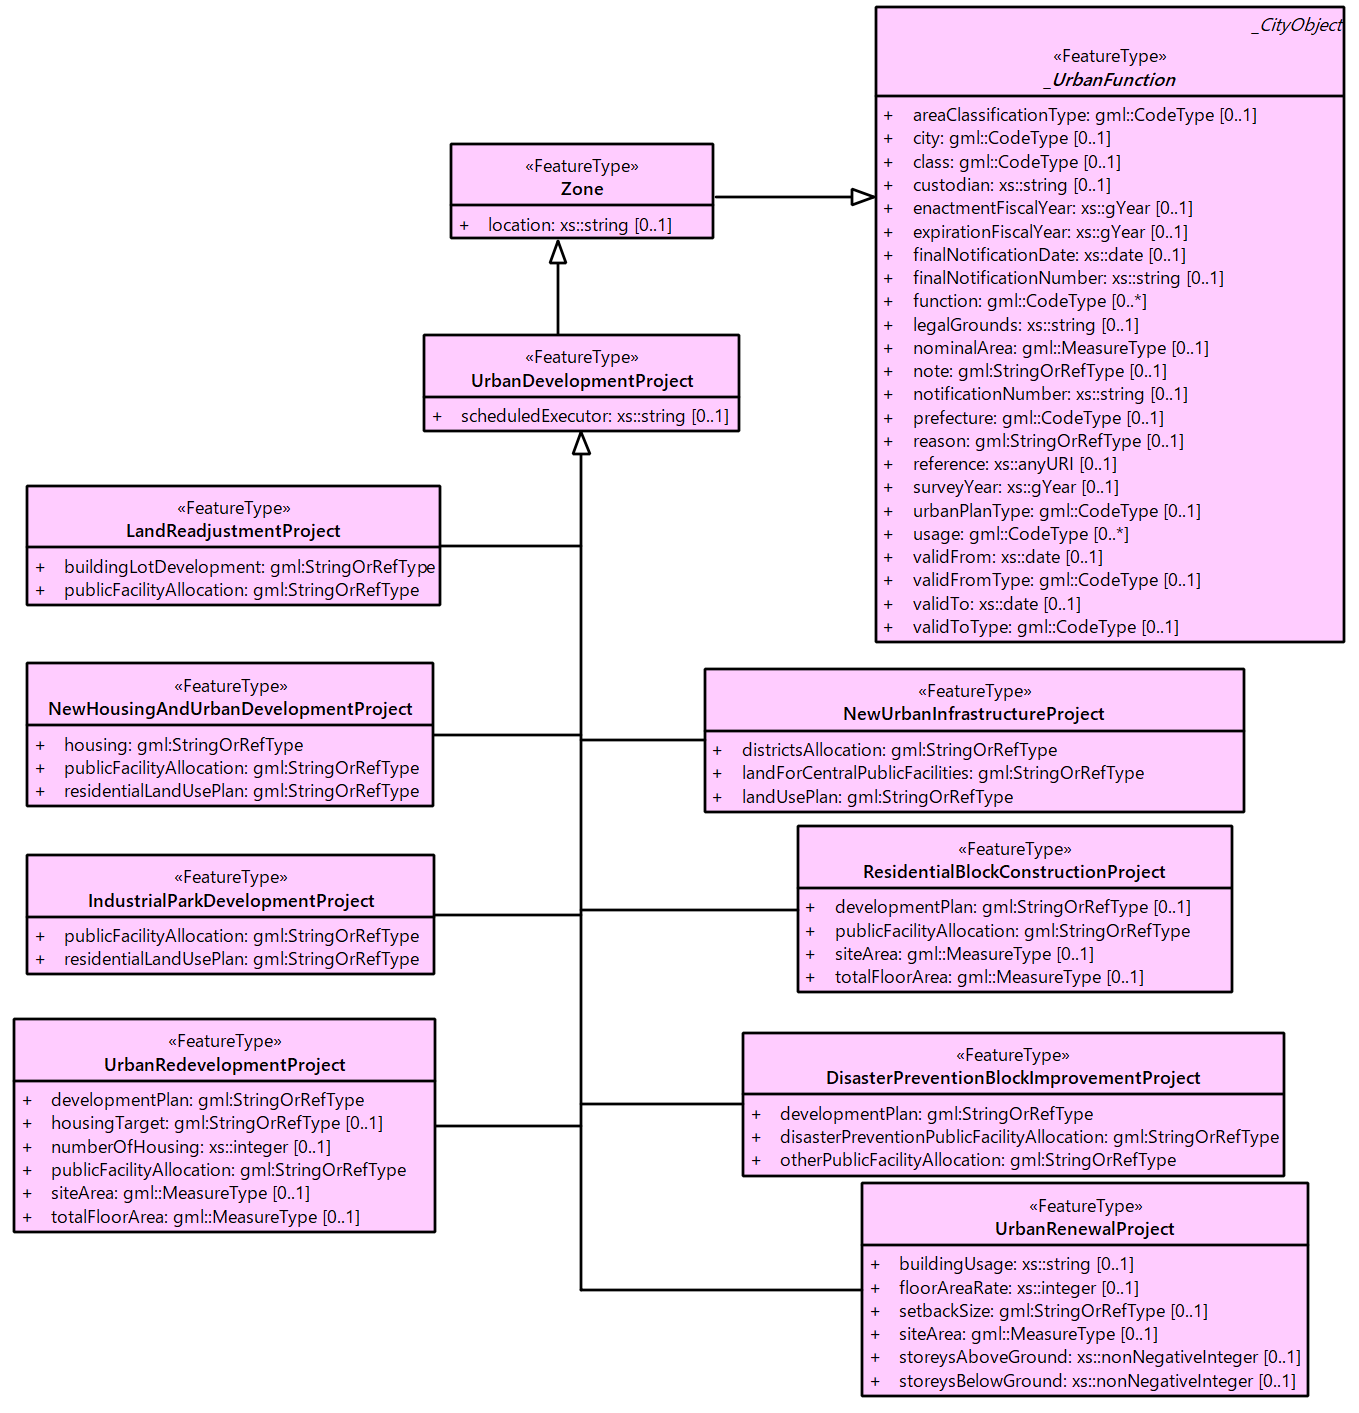 _CityObject
«FeatureType»
_UrbanFunction
+ areaClassificationType: gml::CodeType [0..1]
+ city: gml::CodeType [0..1]
+ class: gml::CodeType [0..1]
+ custodian: xs::string [0..1]
+ enactmentFiscalYear: xs::gYear [0..1]
+ expirationFiscalYear: xs::gYear [0..1]
+ finalNotificationDate: xs::date [0..1]
+ finalNotificationNumber: xs::string [0..1]
+ function: gml::CodeType [0..*]
+ legalGrounds: xs::string [0..1]
+ nominalArea: gml::MeasureType [0..1]
+ note: gml:StringOrRefType [0..1]
+ notificationNumber: xs::string [0..1]
+ prefecture: gml::CodeType [0..1]
+ reason: gml:StringOrRefType [0..1]
+ reference: xs::anyURI [0..1]
+ surveyYear: xs::gYear [0..1]
+ urbanPlanType: gml::CodeType [0..1]
+ usage: gml::CodeType [0..*]
+ validFrom: xs::date [0..1]
+ validFromType: gml::CodeType [0..1]
+ validTo: xs::date [0..1]
+ validToType: gml::CodeType [0..1]
«FeatureType»
Zone
+ location: xs::string [0..1]
«FeatureType»
UrbanDevelopmentProject
+ scheduledExecutor: xs::string [0..1]
«FeatureType»
LandReadjustmentProject
+ buildingLotDevelopment: gml:StringOrRefType
+ publicFacilityAllocation: gml:StringOrRefType
«FeatureType»
NewHousingAndUrbanDevelopmentProject
+ housing: gml:StringOrRefType
+ publicFacilityAllocation: gml:StringOrRefType
+ residentialLandUsePlan: gml:StringOrRefType
«FeatureType»
NewUrbanInfrastructureProject
+ districtsAllocation: gml:StringOrRefType
+ landForCentralPublicFacilities: gml:StringOrRefType
+ landUsePlan: gml:StringOrRefType
«FeatureType»
IndustrialParkDevelopmentProject
+ publicFacilityAllocation: gml:StringOrRefType
+ residentialLandUsePlan: gml:StringOrRefType
«FeatureType»
ResidentialBlockConstructionProject
+ developmentPlan: gml:StringOrRefType [0..1]
+ publicFacilityAllocation: gml:StringOrRefType
+ siteArea: gml::MeasureType [0..1]
+ totalFloorArea: gml::MeasureType [0..1]
«FeatureType»
UrbanRedevelopmentProject
+ developmentPlan: gml:StringOrRefType
+ housingTarget: gml:StringOrRefType [0..1]
+ numberOfHousing: xs::integer [0..1]
+ publicFacilityAllocation: gml:StringOrRefType
+ siteArea: gml::MeasureType [0..1]
+ totalFloorArea: gml::MeasureType [0..1]
«FeatureType»
DisasterPreventionBlockImprovementProject
+ developmentPlan: gml:StringOrRefType
+ disasterPreventionPublicFacilityAllocation: gml:StringOrRefType
+ otherPublicFacilityAllocation: gml:StringOrRefType
«FeatureType»
UrbanRenewalProject
+ buildingUsage: xs::string [0..1]
+ floorAreaRate: xs::integer [0..1]
+ setbackSize: gml:StringOrRefType [0..1]
+ siteArea: gml::MeasureType [0..1]
+ storeysAboveGround: xs::nonNegativeInteger [0..1]
+ storeysBelowGround: xs::nonNegativeInteger [0..1]